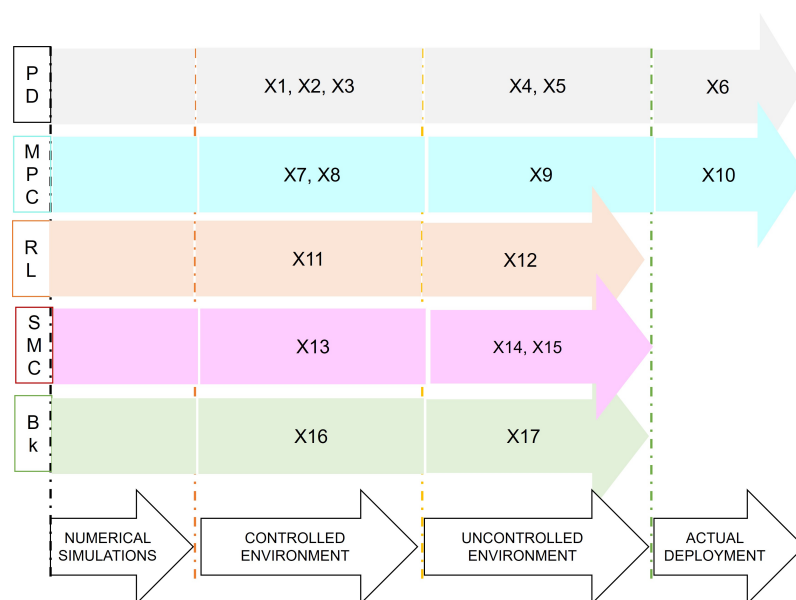 P
D
X1, X2, X3
X4, X5
X6
M
P
C
X7, X8
X9
X10
R
L
X11
X12
S
M
C
X13
X14, X15
B
k
X16
X17
NUMERICAL
SIMULATIONS
CONTROLLED
ENVIRONMENT
UNCONTROLLED
ENVIRONMENT
ACTUAL
DEPLOYMENT